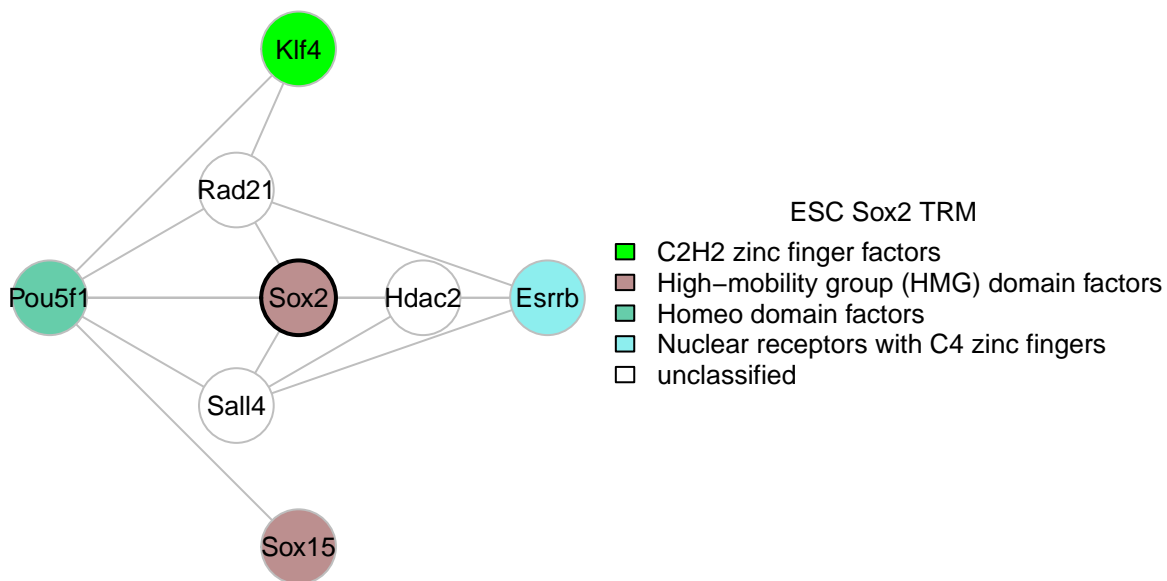 Klf4
Rad21
Pou5f1
Sox2
Hdac2
Esrrb
Sall4
Sox15
ESC Sox2 TRM
C2H2 zinc finger factors
High−mobility group (HMG) domain factors
Homeo domain factors
Nuclear receptors with C4 zinc fingers
unclassified